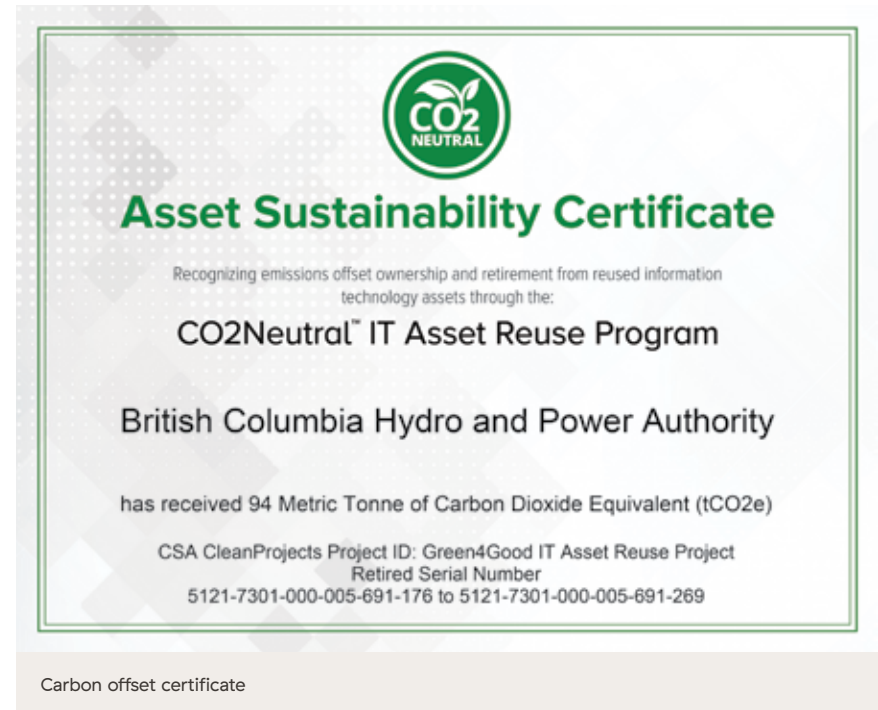 CO2
NEUTRAL
Asset Sustainability Certificate
Recognizing emissions offset ownership and retirement from reused information
technology assets through the:
CO2Neutral™ IT Asset Reuse Program
British Columbia Hydro and Power Authority
has received 94 Metric Tonne of Carbon Dioxide Equivalent (tCO2e)
CSA CleanProjects Project ID: Green4Good IT Asset Reuse Project
Retired Serial Number
5121-7301-000-005-691-176 to 5121-7301-000-005-691-269
Carbon offset certificate